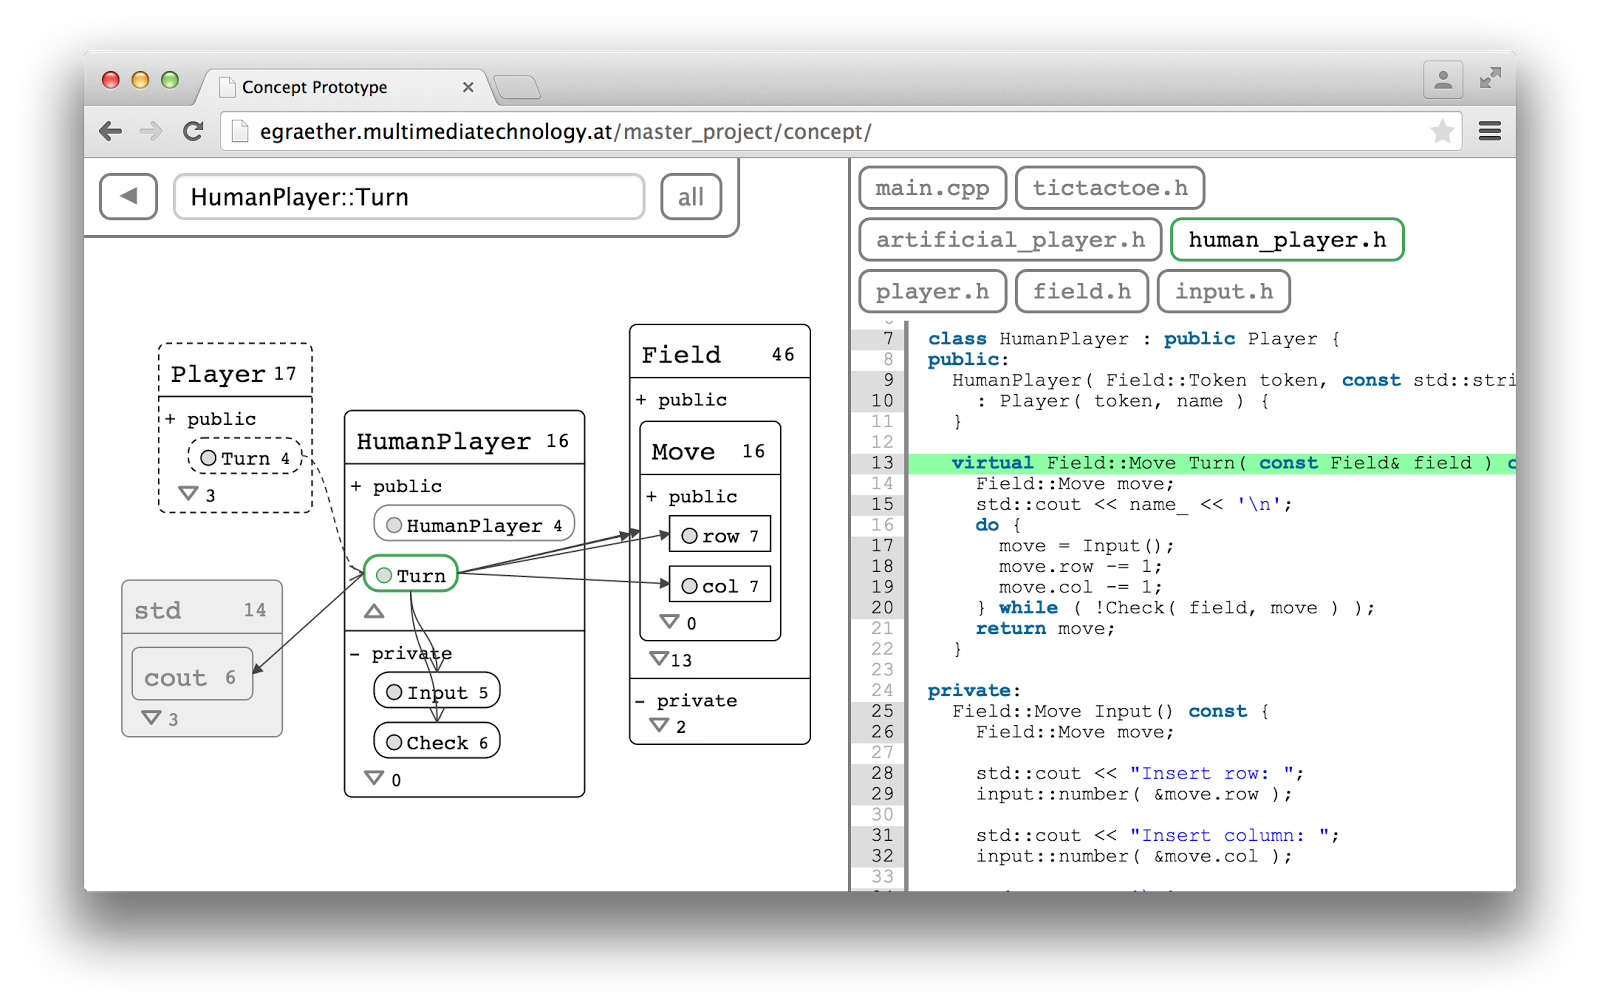 Concept Prototype
egraether.multimediatechnology.at/master_project/concept/
HumanPlayer::Turn
all
Player 17
+ public
Turn 4
3
std 14
cout 6
3
HumanPlayer 16
+ public
HumanPlayer 4
Turn
- private
Input 5
Check 6
0
Field 46
+ public
Move 16
+ public
row 7
col 7
0
13
- private
2
main.cpp
tictactoe.h
artificial_player.h
human_player.h
player.h
field.h
input.h
7 class HumanPlayer : public Player {
8 public:
9 HumanPlayer( Field::Token token, const std::stri
10 : Player( token, name ) {
11 }
12
13 virtual Field::Move Turn( const Field& field ) c
14 Field::Move move;
15 std::cout << name_ << '\n';
16 do {
17 move = Input();
18 move.row -= 1;
19 move.col -= 1;
20 } while ( !Check( field, move ) );
21 return move;
22 }
23
24 private:
25 Field::Move Input() const {
26 Field::Move move;
27
28 std::cout << "Insert row: ";
29 input::number( &move.row );
30
31 std::cout << "Insert column: ";
32 input::number( &move.col );
33